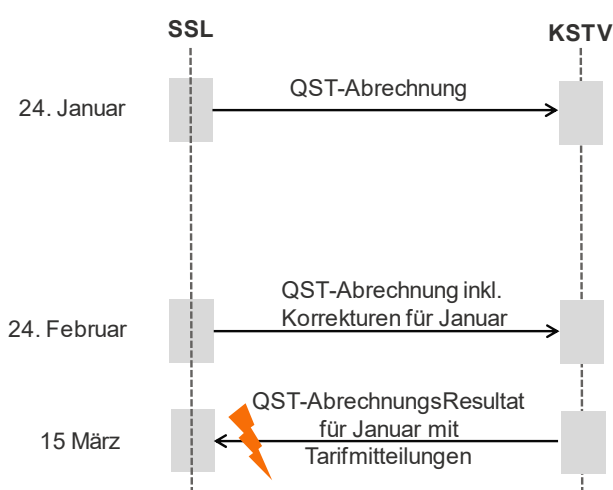 SSL
KSTV
24. Januar
QST-Abrechnung
24. Februar
QST-Abrechnung inkl.
Korrekturen für Januar
15 März
QST-AbrechnungsResultat
für Januar mit
Tarifmitteilungen